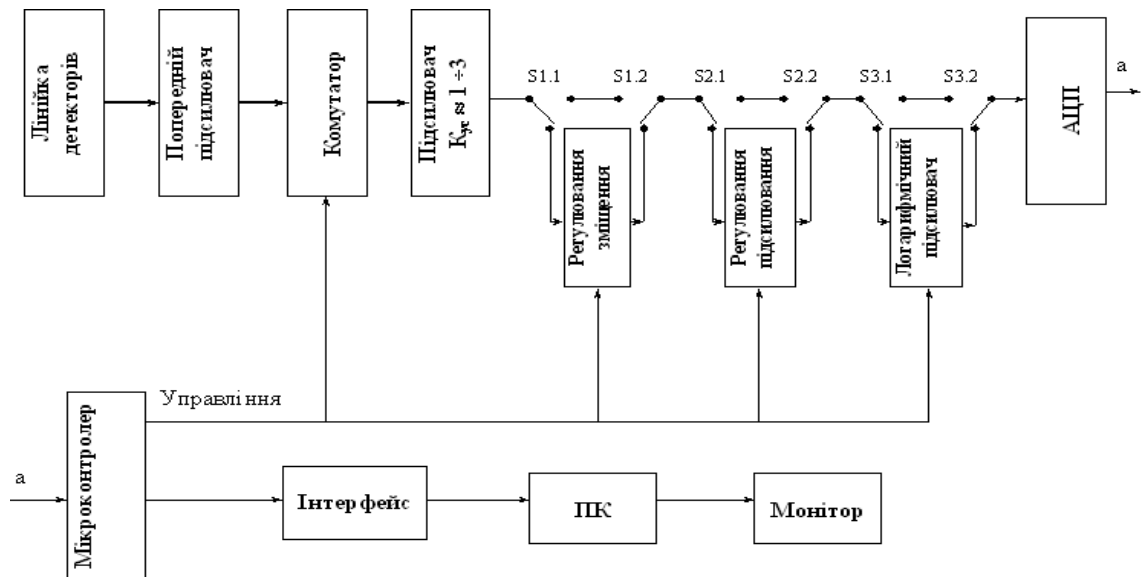 Лінійка
детекторів
Попередній
підсилювач
Комутатор
Підсилювач
Кус ≈ 1 ÷3
S1.1
S1.2
S2.1
S2.2
S3.1
S3.2
Регулювання
зміщення
Регулювання
підсилювання
Логарифмічний
підсилювач
АЦП
а
Управління
а
Мікроконтролер
Інтерфейс
ПК
Монітор